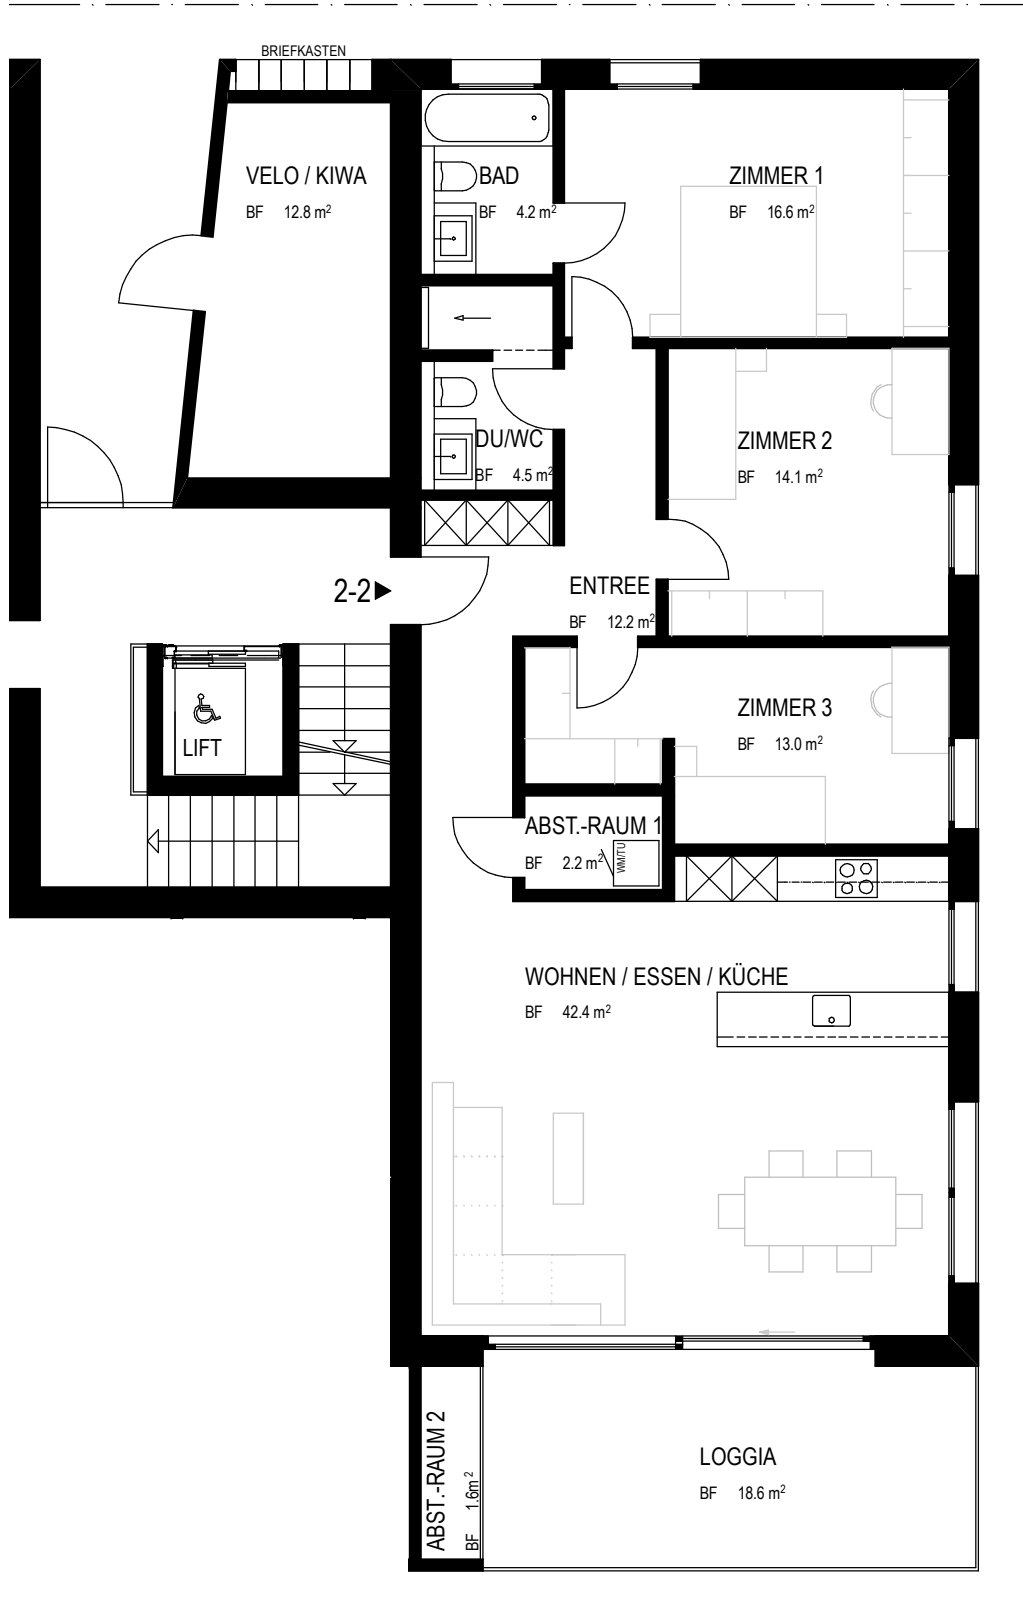 BRIEFKASTEN
VELO / KIWA
BF 12.8 m²
BAD
BF 4.2 m²
ZIMMER 1
BF 16.6 m²
DU/WC
BF 4.5 m²
ZIMMER 2
BF 14.1 m²
2-2
ENTREE
BF 12.2 m²
LIFT
ZIMMER 3
BF 13.0 m²
ABST.-RAUM 1
BF 2.2 m²
WM/TU
WOHNEN / ESSEN / KÜCHE
BF 42.4 m²
ABST.-RAUM 2
BF 1.6m²
LOGGIA
BF 18.6 m²